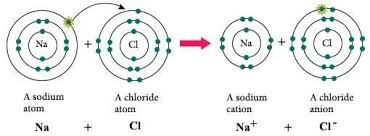 Na + Cl Na + Cl
A sodium atom
A chloride atom
A sodium cation
A chloride anion
Na + Cl Na⁺ + Cl⁻